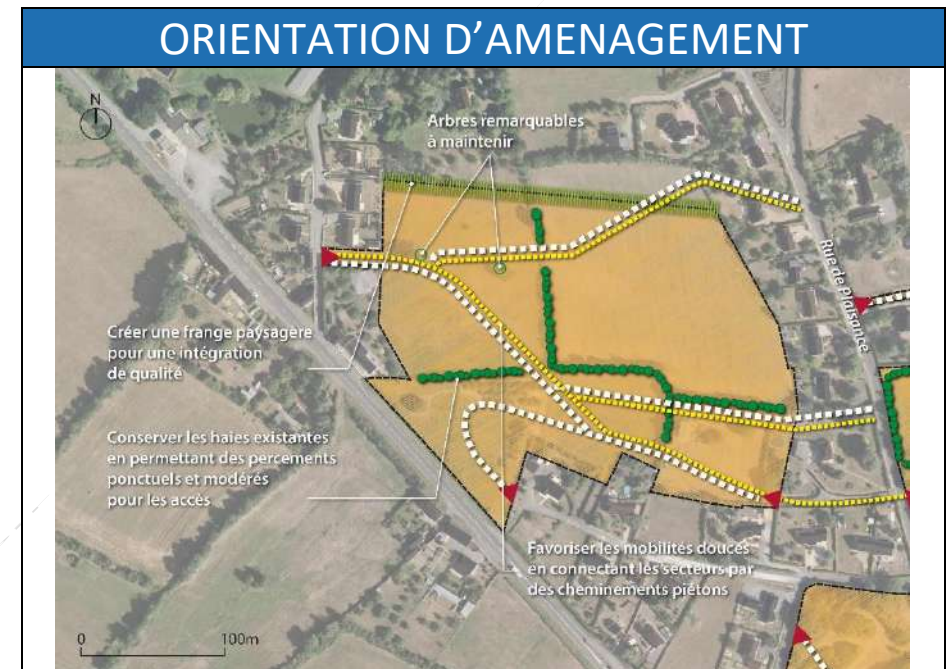 ORIENTATION D'AMENAGEMENT
N
Arbres remarquables
à maintenir
Rue de Plaisance
Créer une frange paysagère
pour une intégration
de qualité
Conserver les haies existantes
en permettant des percements
ponctuels et modérés
pour les accès
Favoriser les mobilités douces
en connectant les secteurs par
des cheminements piétons
0
100m